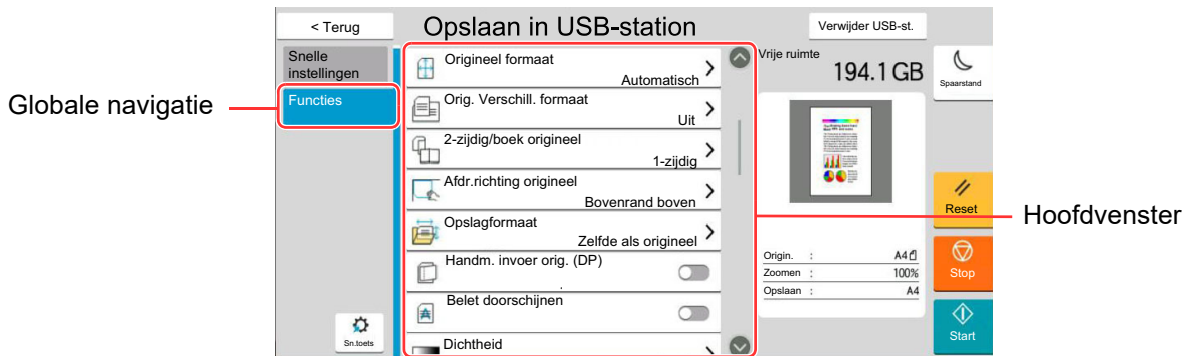 < Terug
Opslaan in USB-station
Verwijder USB-st.
Snelle
instellingen
Functies
Globale navigatie
Origineel formaat
Automatisch
Orig. Verschill. formaat
Uit
2-zijdig/boek origineel
1-zijdig
Afdr.richting origineel
Bovenrand boven
Opslagformaat
Zelfde als origineel
Handm. invoer orig. (DP)
Belet doorschijnen
Dichtheid
Vrije ruimte
194.1 GB
Origin. : A4
Zoomen : 100%
Opslaan : A4
Spaarstand
Reset
Hoofdvenster
Stop
Start
Sn.toets